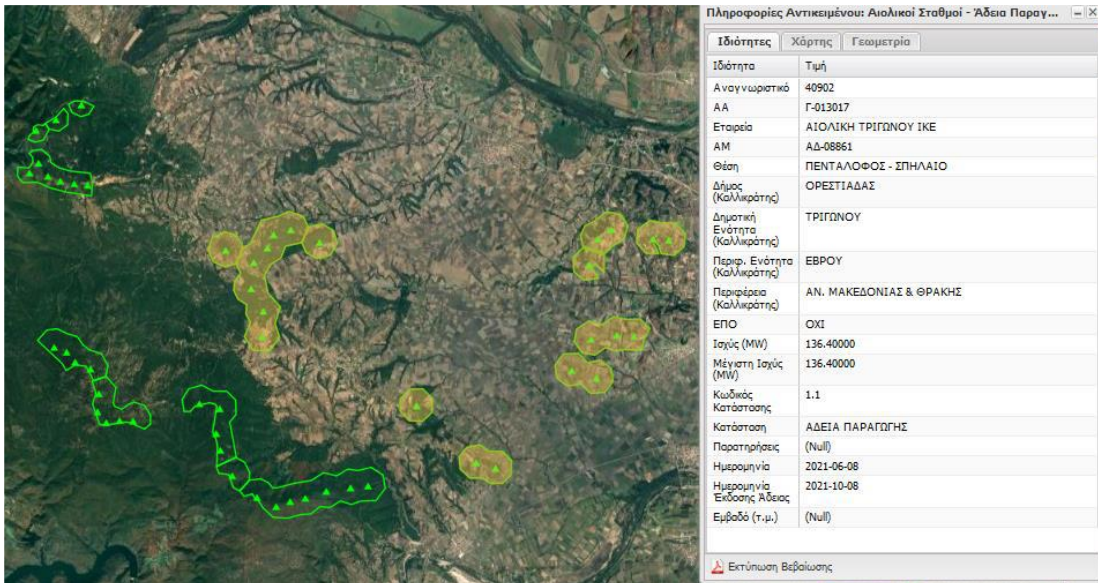 Πληροφορίες Αντικειμένου: Αιολικοί Σταθμοί - Άδεια Παραγ...
Ιδιότητες Χάρτης Γεωμετρία
Ιδιότητα Τιμή
Αναγνωριστικό 40902
ΑΑ Γ-013017
Εταιρεία ΑΙΟΛΙΚΗ ΤΡΙΓΩΝΟΥ ΙΚΕ
ΑΜ ΑΔ-08861
Θέση ΠΕΝΤΑΛΟΦΟΣ - ΣΠΗΛΑΙΟ
Δήμος ΟΡΕΣΤΙΑΔΑΣ
(Καλλικράτης)
Δημοτική ΤΡΙΓΩΝΟΥ
Ενότητα
(Καλλικράτης)
Περιφ. Ενότητα ΕΒΡΟΥ
(Καλλικράτης)
Περιφέρεια ΑΝ. ΜΑΚΕΔΟΝΙΑΣ & ΘΡΑΚΗΣ
(Καλλικράτης)
ΕΠΟ ΟΧΙ
Ισχύς (MW) 136.40000
Μέγιστη Ισχύς 136.40000
(MW)
Κωδικός 1.1
Κατάστασης
Κατάσταση ΑΔΕΙΑ ΠΑΡΑΓΩΓΗΣ
Παρατηρήσεις (Null)
Ημερομηνία 2021-06-08
Ημερομηνία 2021-10-08
Έκδοσης Άδειας
Εμβαδό (τ.μ.) (Null)
Εκτύπωση Βεβαίωσης